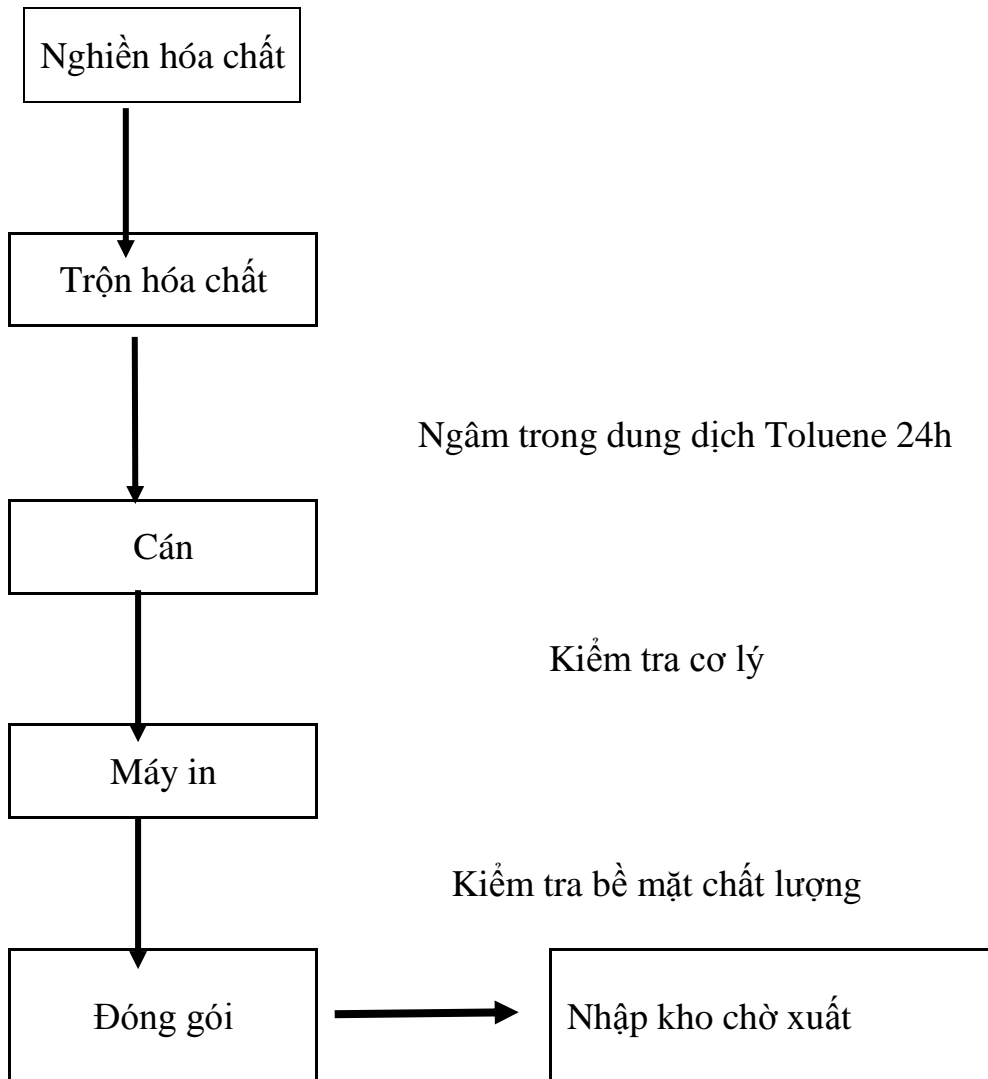 Nghiền hóa chất
Trộn hóa chất
Ngâm trong dung dịch Toluene 24h
Cán
Kiểm tra cơ lý
Máy in
Kiểm tra bề mặt chất lượng
Đóng gói
Nhập kho chờ xuất